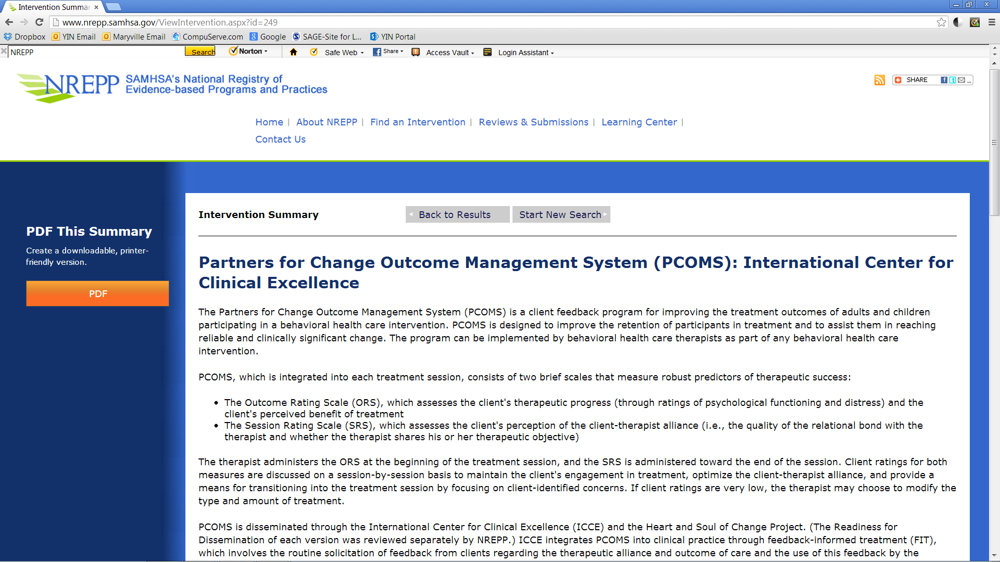 Intervention Summar
www.nrepp.samhsa.gov/ViewIntervention.aspx?id=249
Dropbox YIN Email Maryville Email CompuServe.com Google SAGE-Site for L... YIN Portal
NREPP Search Norton Safe Web Share Access Vault Login Assistant
NREPP SAMHSA's National Registry of
Evidence-based Programs and Practices
SHARE ...
Home | About NREPP | Find an Intervention | Reviews & Submissions | Learning Center |
Contact Us
PDF This Summary
Create a downloadable, printer-
friendly version.
PDF
Intervention Summary Back to Results Start New Search
Partners for Change Outcome Management System (PCOMS): International Center for
Clinical Excellence
The Partners for Change Outcome Management System (PCOMS) is a client feedback program for improving the treatment outcomes of adults and children
participating in a behavioral health care intervention. PCOMS is designed to improve the retention of participants in treatment and to assist them in reaching
reliable and clinically significant change. The program can be implemented by behavioral health care therapists as part of any behavioral health care
intervention.
PCOMS, which is integrated into each treatment session, consists of two brief scales that measure robust predictors of therapeutic success:
• The Outcome Rating Scale (ORS), which assesses the client's therapeutic progress (through ratings of psychological functioning and distress) and the
client's perceived benefit of treatment
• The Session Rating Scale (SRS), which assesses the client's perception of the client-therapist alliance (i.e., the quality of the relational bond with the
therapist and whether the therapist shares his or her therapeutic objective)
The therapist administers the ORS at the beginning of the treatment session, and the SRS is administered toward the end of the session. Client ratings for both
measures are discussed on a session-by-session basis to maintain the client's engagement in treatment, optimize the client-therapist alliance, and provide a
means for transitioning into the treatment session by focusing on client-identified concerns. If client ratings are very low, the therapist may choose to modify the
type and amount of treatment.
PCOMS is disseminated through the International Center for Clinical Excellence (ICCE) and the Heart and Soul of Change Project. (The Readiness for
Dissemination of each version was reviewed separately by NREPP.) ICCE integrates PCOMS into clinical practice through feedback-informed treatment (FIT),
which involves the routine solicitation of feedback from clients regarding the therapeutic alliance and outcome of care and the use of this feedback by the